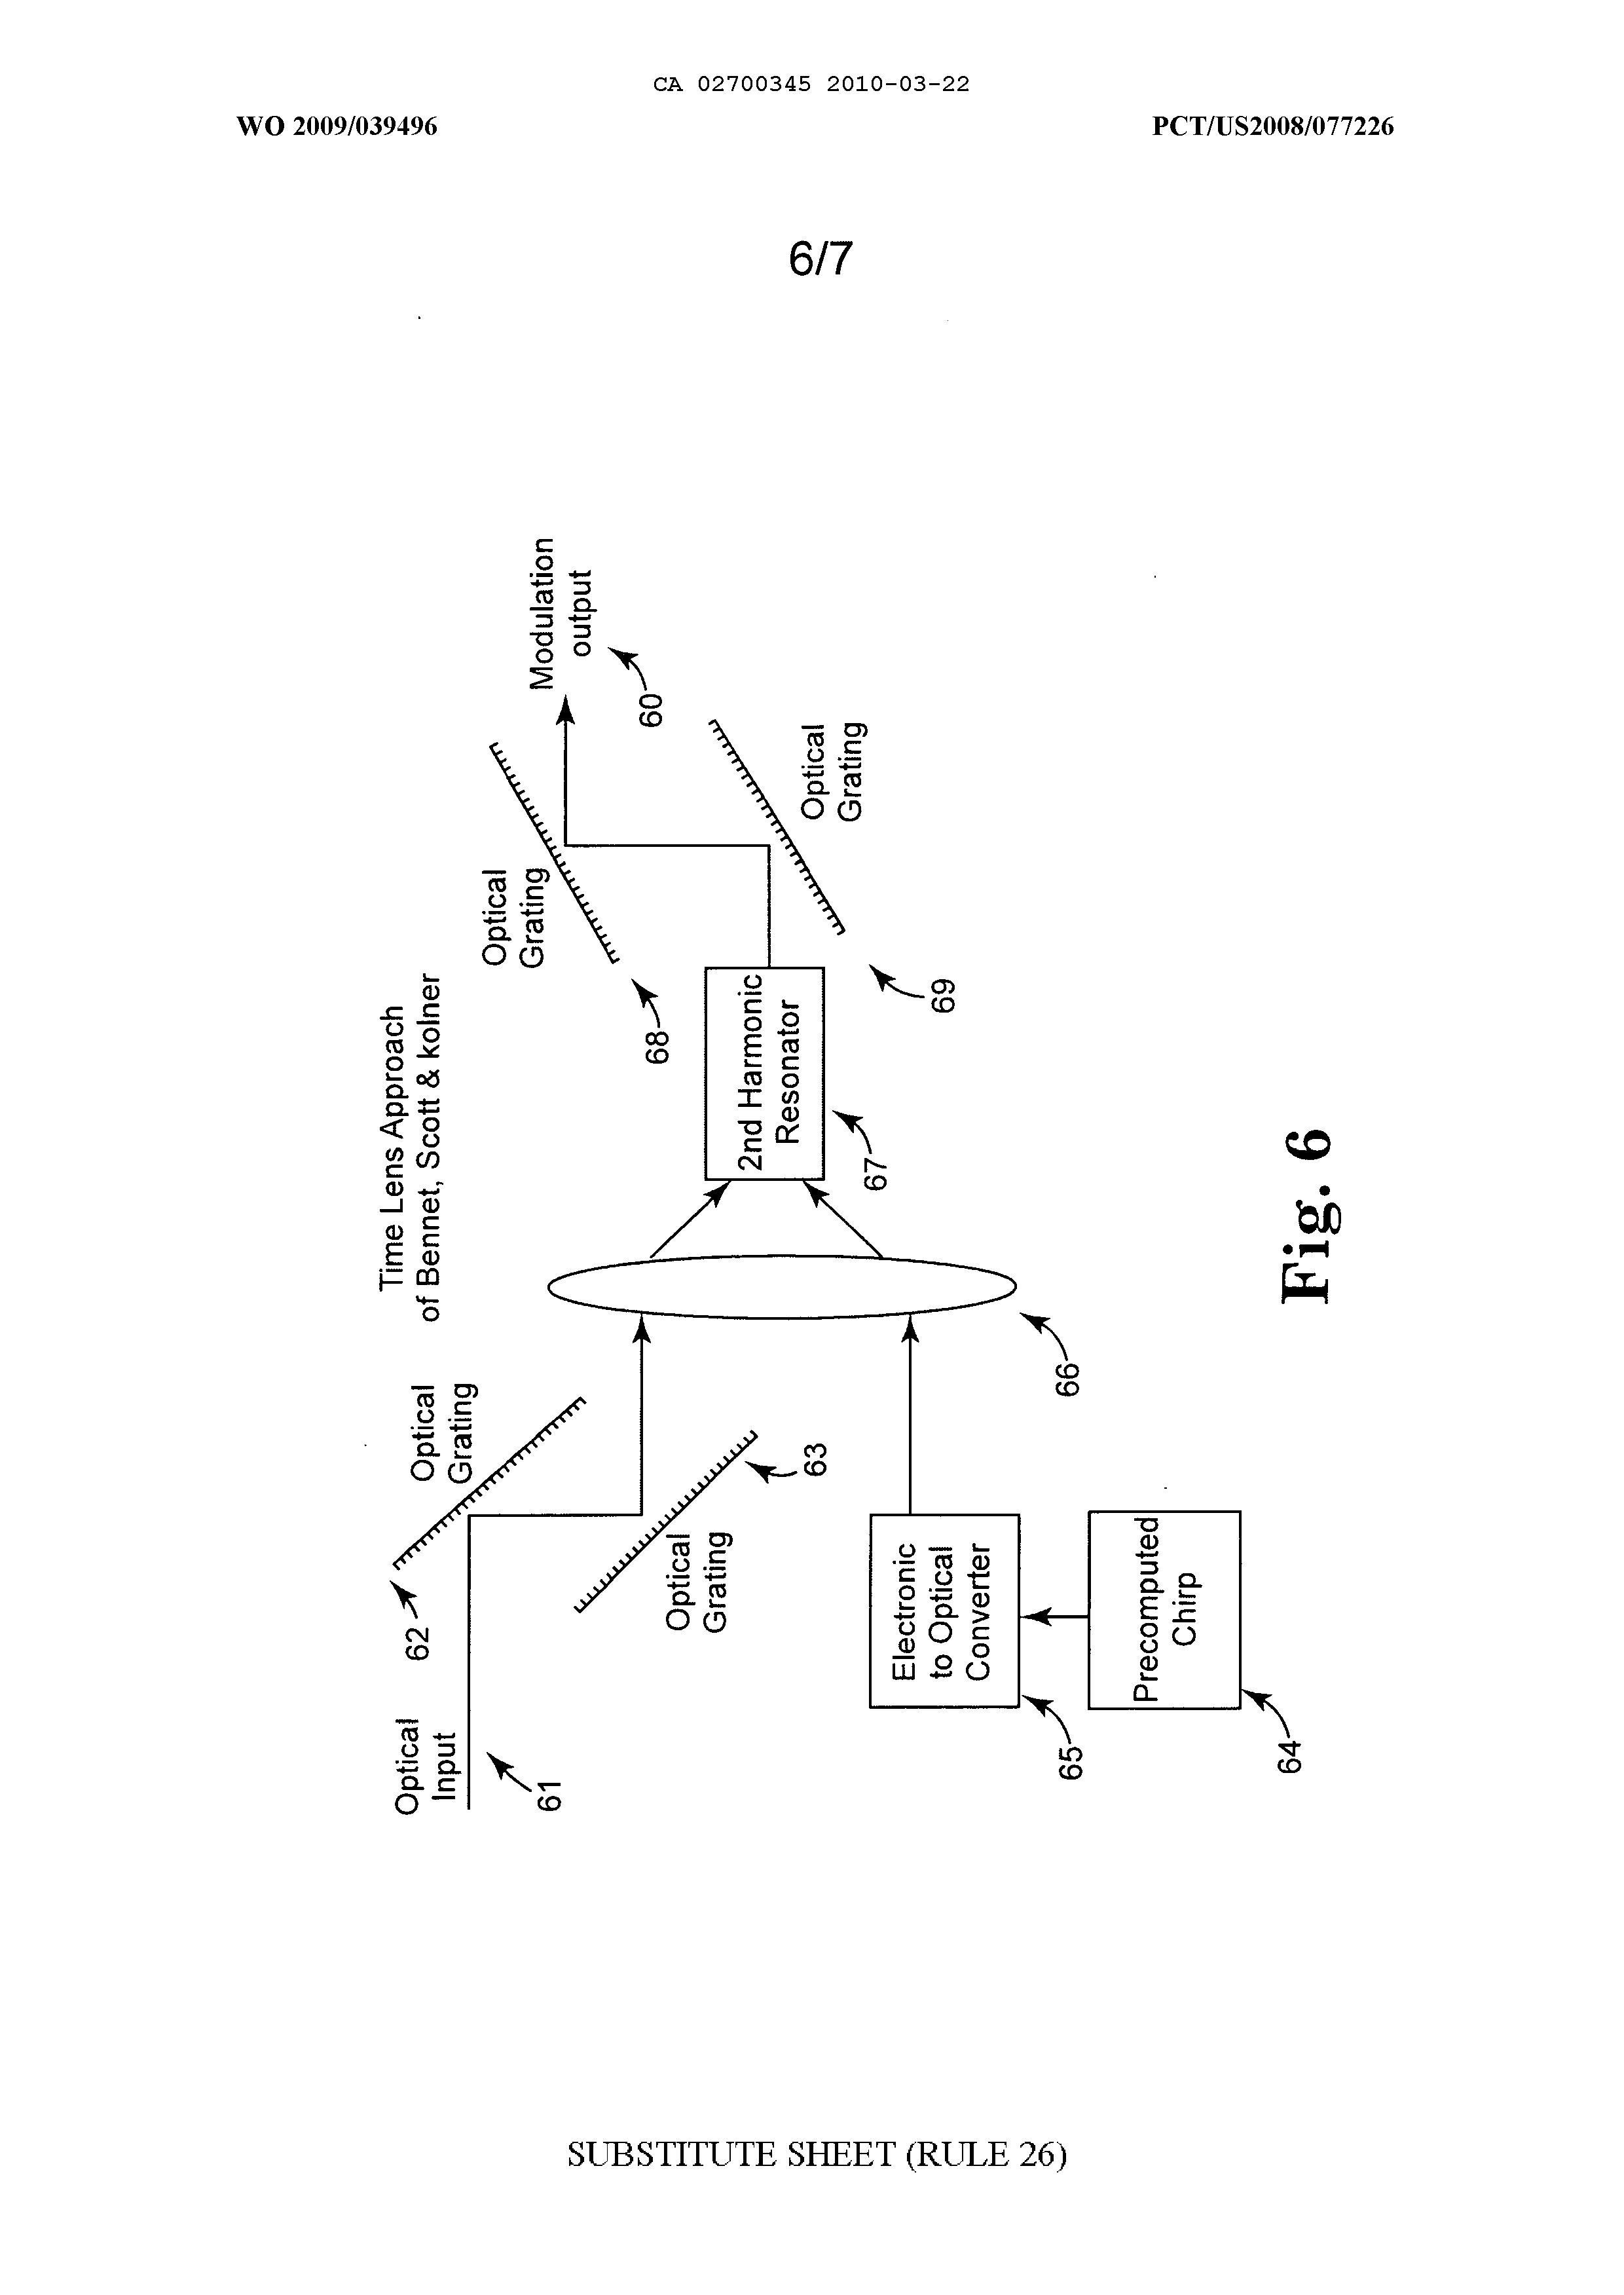 CA 02700345 2010-03-22
WO 2009/039496
PCT/US2008/077226
6/7
Time Lens Approach
of Bennet, Scott & kolner
Optical
Input
61
62
Optical
Grating
Optical
Grating
63
Electronic
to Optical
Converter
65
Precomputed
Chirp
64
66
2nd Harmonic
Resonator
67
Optical
Grating
68
Optical
Grating
69
Modulation
output
60
Fig. 6
SUBSTITUTE SHEET (RULE 26)